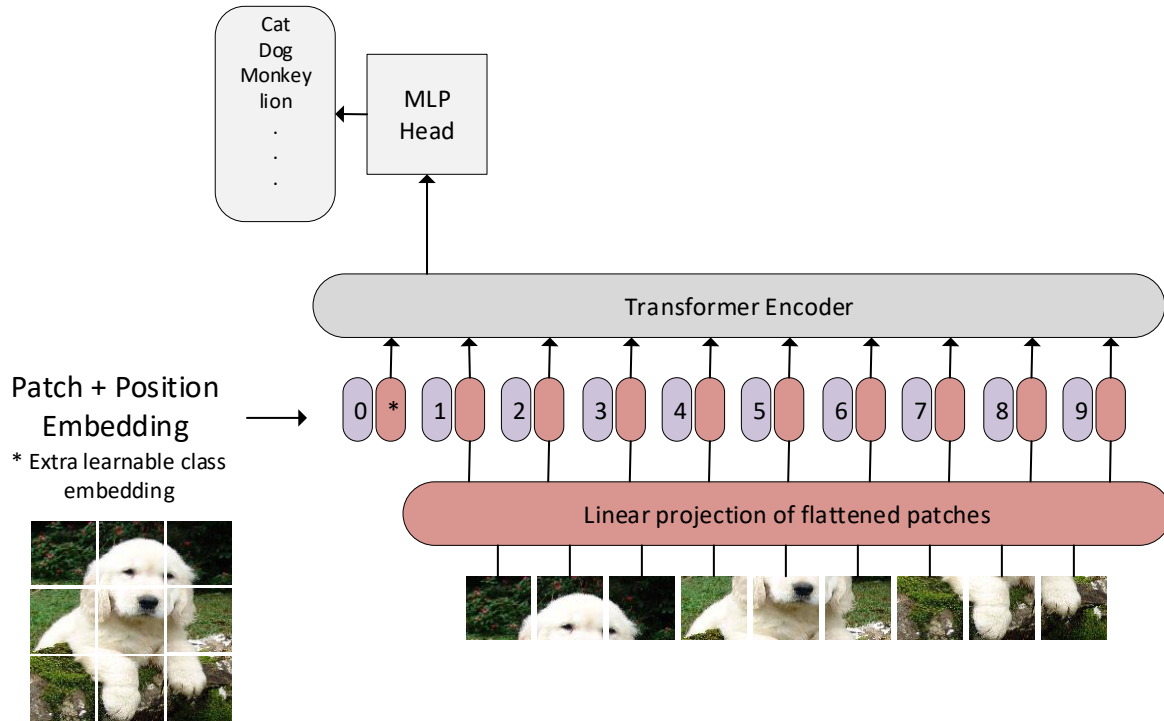 Cat
Dog
Monkey
lion
.
.
.
MLP
Head
Transformer Encoder
Patch + Position
Embedding
* Extra learnable class
embedding
0 * 1 2 3 4 5 6 7 8 9
Linear projection of flattened patches